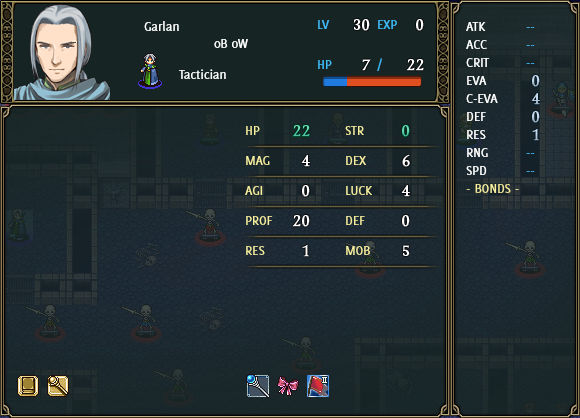 Garlan
LV 30 EXP 0
oB oW
Tactician
HP 7 / 22
HP 22 STR 0
MAG 4 DEX 6
AGI 0 LUCK 4
PROF 20 DEF 0
RES 1 MOB 5
II
ATK --
ACC --
CRIT --
EVA 0
C-EVA 4
DEF 0
RES 1
RNG --
SPD --
- BONDS -